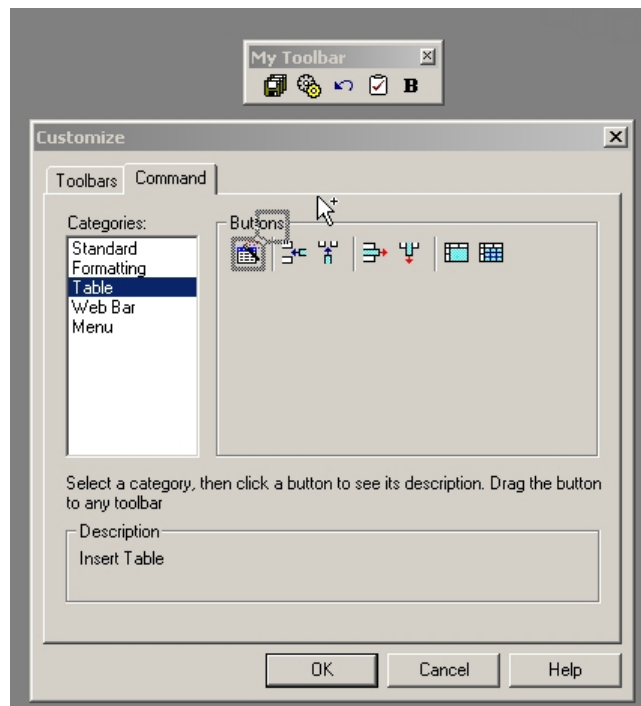 My Toolbar
B
Customize
Toolbars Command
Categories:
Buttons
Standard
Formatting
Table
Web Bar
Menu
Select a category, then click a button to see its description. Drag the button
to any toolbar
Description
Insert Table
OK Cancel Help